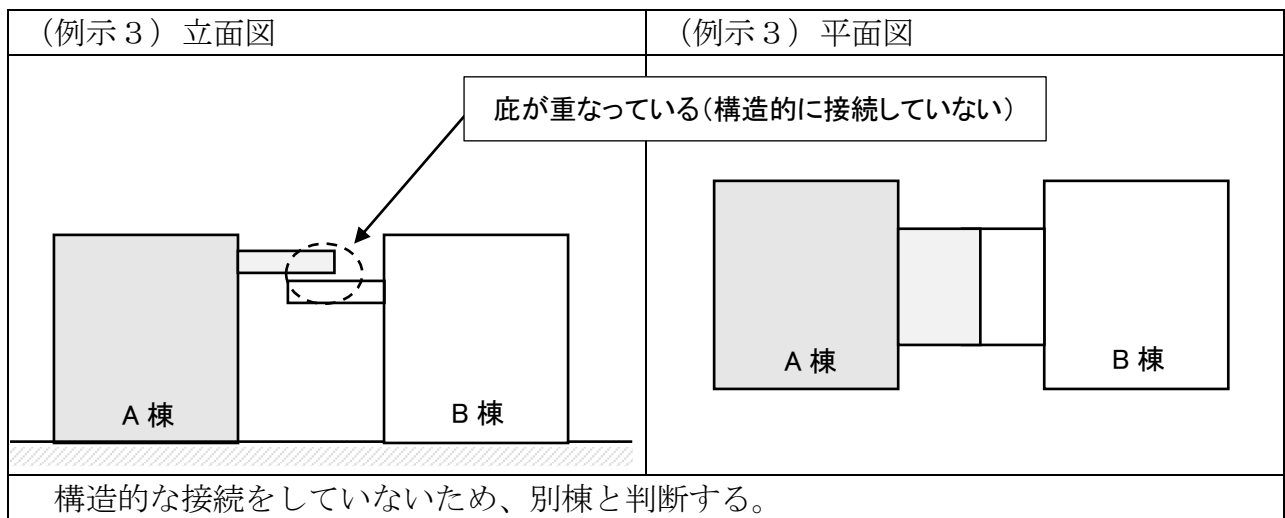 (例示3)立面図
(例示3)平面図
庇が重なっている(構造的に接続していない)
A 棟
B 棟
A 棟
B 棟
構造的な接続をしていないため、別棟と判断する。